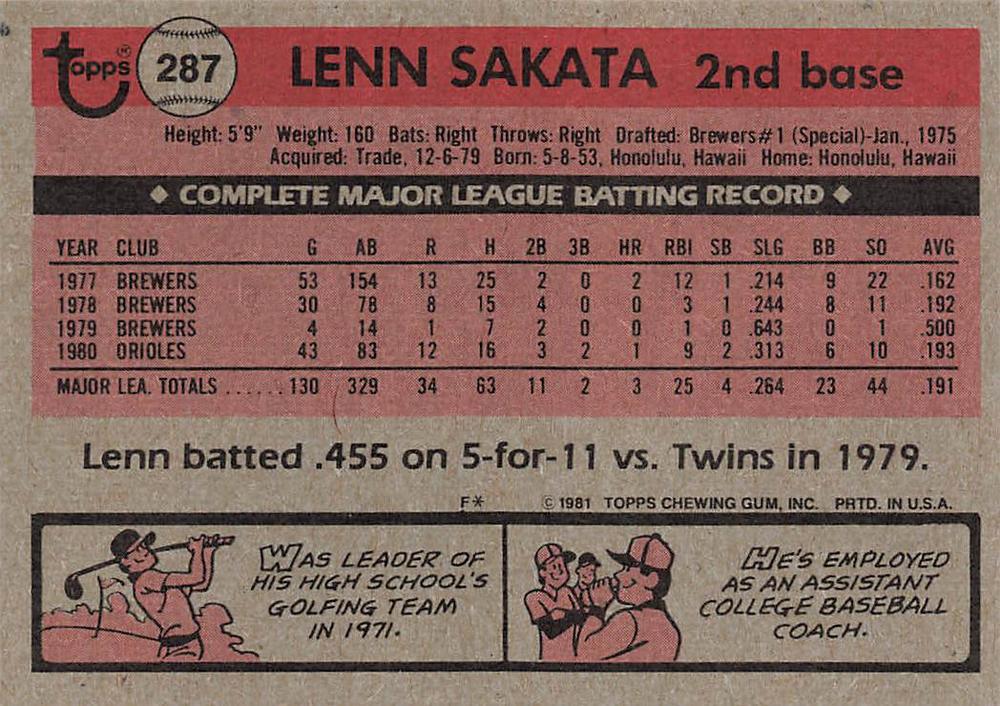 topps® 287 LENN SAKATA 2nd base
Height: 5'9" Weight: 160 Bats: Right Throws: Right Drafted: Brewers #1 (Special)-Jan., 1975
Acquired: Trade, 12-6-79 Born: 5-8-53, Honolulu, Hawaii Home: Honolulu, Hawaii
◆ COMPLETE MAJOR LEAGUE BATTING RECORD ◆
YEAR CLUB G AB R H 2B 3B HR RBI SB SLG BB SO AVG
1977 BREWERS 53 154 13 25 2 0 2 12 1 .214 9 22 .162
1978 BREWERS 30 78 8 15 4 0 0 3 1 .244 8 11 .192
1979 BREWERS 4 14 1 7 2 0 0 1 0 .643 0 1 .500
1980 ORIOLES 43 83 12 16 3 2 1 9 2 .313 6 10 .193
MAJOR LEA. TOTALS ...... 130 329 34 63 11 2 3 25 4 .264 23 44 .191
Lenn batted .455 on 5-for-11 vs. Twins in 1979.
F* © 1981 TOPPS CHEWING GUM, INC. PRTD. IN U.S.A.
WAS LEADER OF
HIS HIGH SCHOOL'S
GOLFING TEAM
IN 1971.
HE'S EMPLOYED
AS AN ASSISTANT
COLLEGE BASEBALL
COACH.